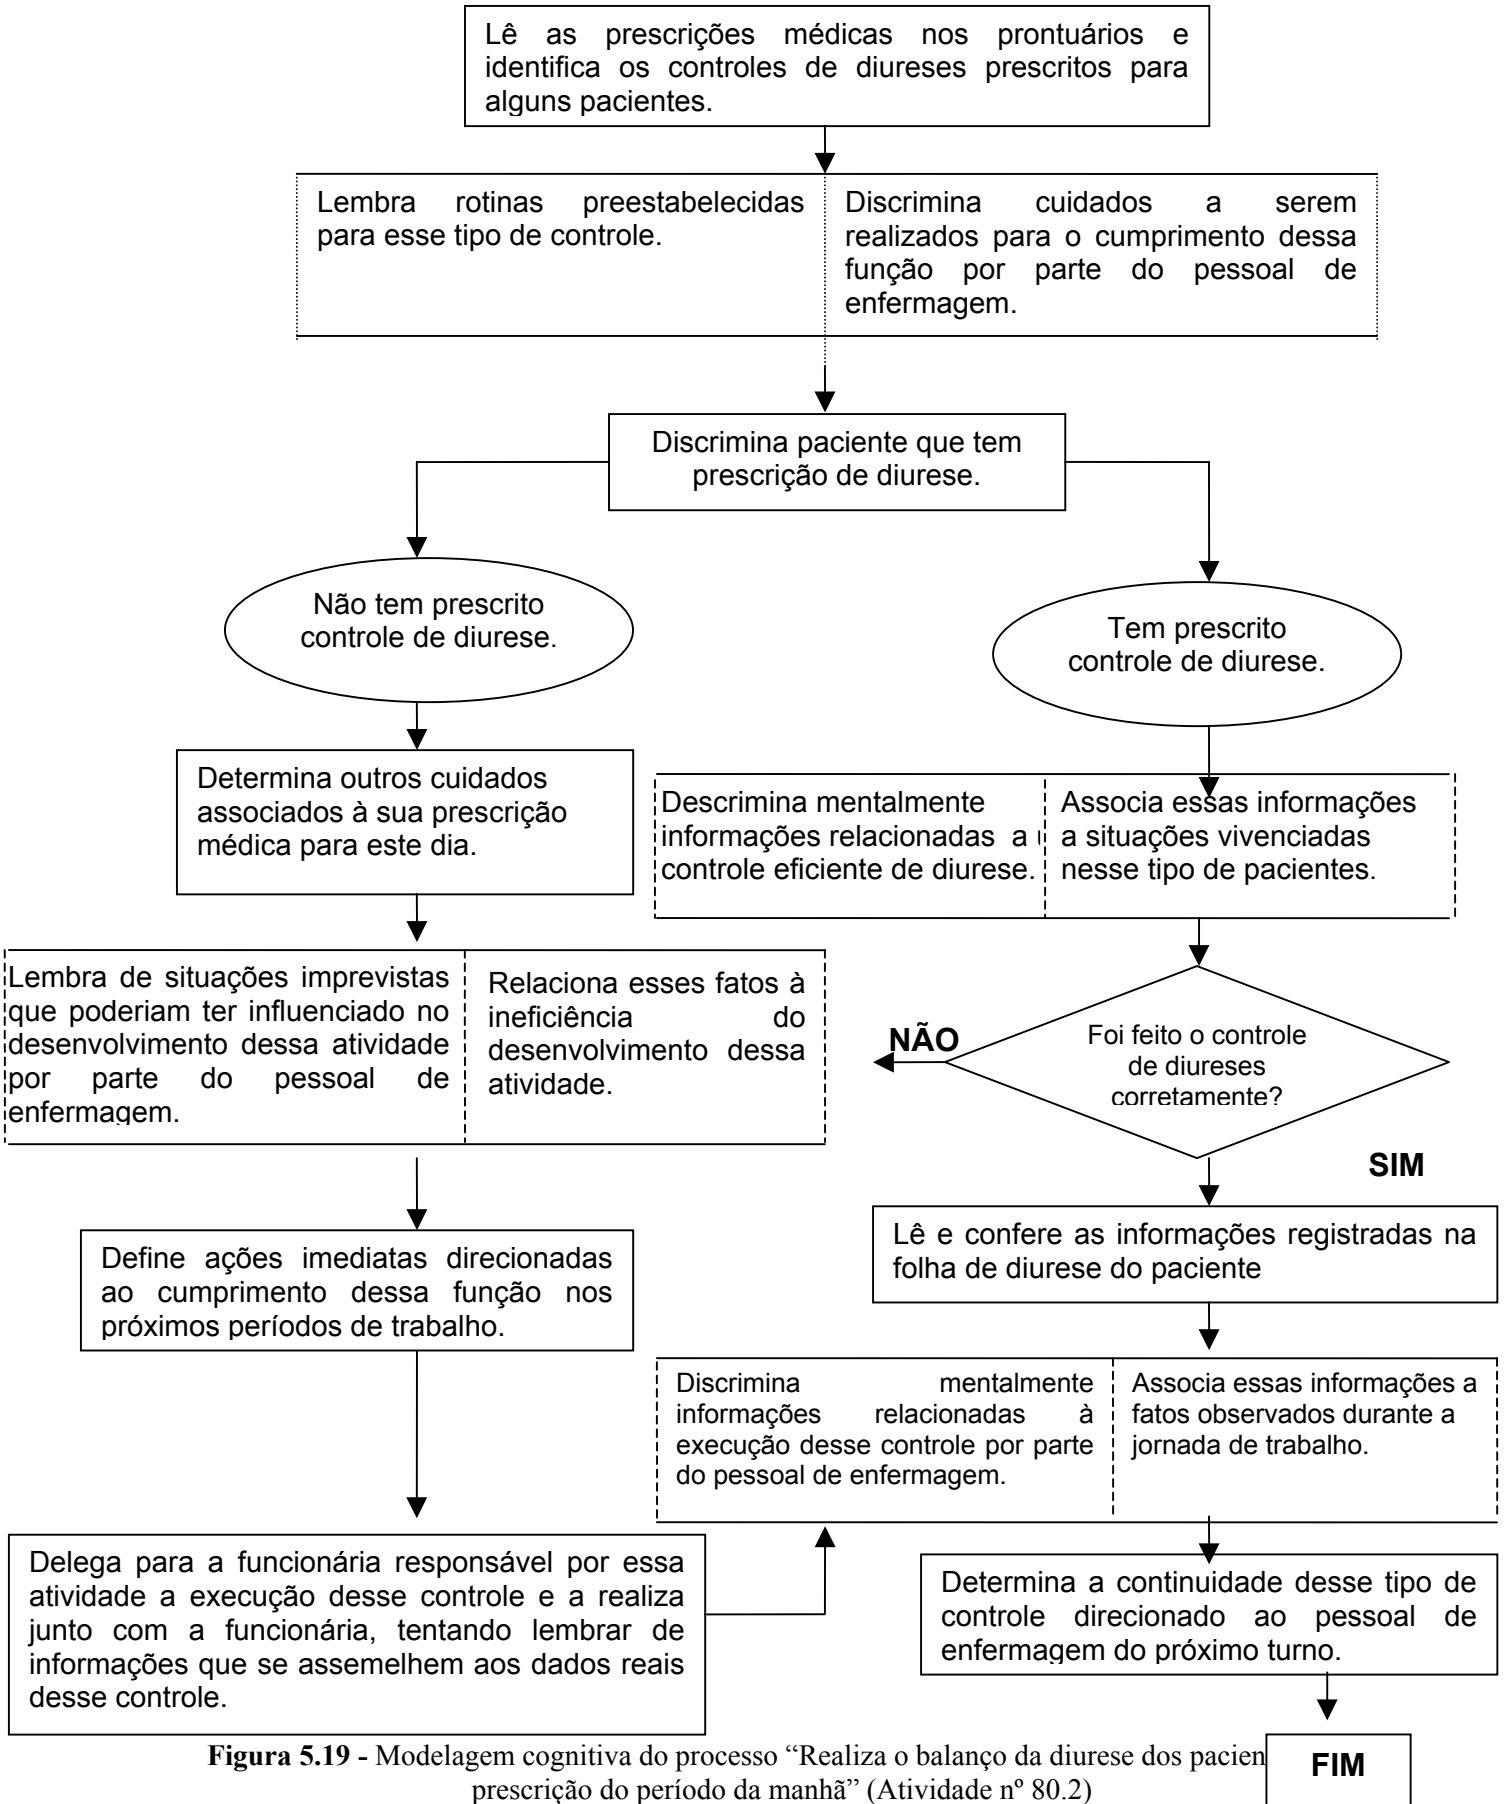 Lê as prescrições médicas nos prontuários e
identifica os controles de diureses prescritos para
alguns pacientes.
Lembra rotinas preestabelecidas
para esse tipo de controle.
Discrimina cuidados a serem
realizados para o cumprimento dessa
função por parte do pessoal de
enfermagem.
Discrimina paciente que tem
prescrição de diurese.
Não tem prescrito
controle de diurese.
Tem prescrito
controle de diurese.
Determina outros cuidados
associados à sua prescrição
médica para este dia.
Descrimina mentalmente
informações relacionadas a
controle eficiente de diurese.
Associa essas informações
a situações vivenciadas
nesse tipo de pacientes.
Lembra de situações imprevistas
que poderiam ter influenciado no
desenvolvimento dessa atividade
por parte do pessoal de
enfermagem.
Relaciona esses fatos à
ineficiência do
desenvolvimento dessa
atividade.
NÃO
Foi feito o controle
de diureses
corretamente?
SIM
Define ações imediatas direcionadas
ao cumprimento dessa função nos
próximos períodos de trabalho.
Lê e confere as informações registradas na
folha de diurese do paciente
Discrimina mentalmente
informações relacionadas à
execução desse controle por parte
do pessoal de enfermagem.
Associa essas informações a
fatos observados durante a
jornada de trabalho.
Delega para a funcionária responsável por essa
atividade a execução desse controle e a realiza
junto com a funcionária, tentando lembrar de
informações que se assemelhem aos dados reais
desse controle.
Determina a continuidade desse tipo de
controle direcionado ao pessoal de
enfermagem do próximo turno.
FIM
Figura 5.19 - Modelagem cognitiva do processo “Realiza o balanço da diurese dos pacien
prescrição do período da manhã” (Atividade nº 80.2)